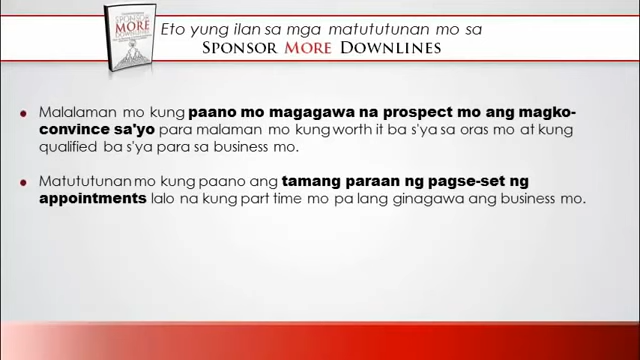 SPONSOR
MORE
DOWNLINES
Eto yung ilan sa mga matututunan mo sa
SPONSOR MORE DOWNLINES
• Malalaman mo kung paano mo magagawa na prospect mo ang magko-
convince sa'yo para malaman mo kung worth it ba s'ya sa oras mo at kung
qualified ba s'ya para sa business mo.
• Matututunan mo kung paano ang tamang paraan ng pagse-set ng
appointments lalo na kung part time mo pa lang ginagawa ang business mo.